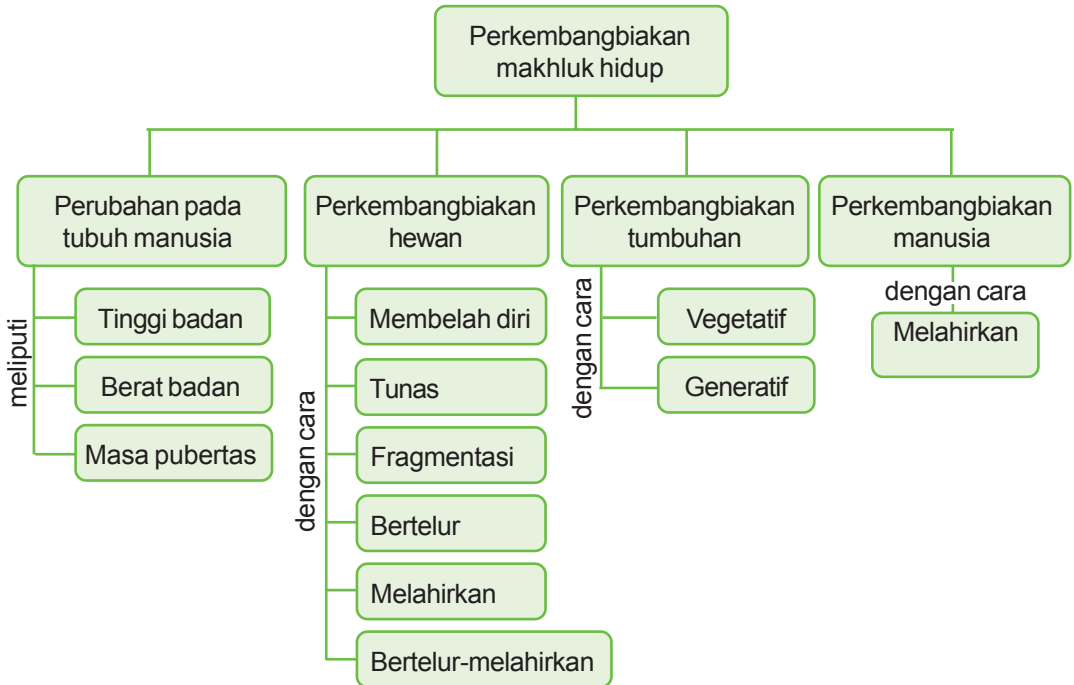 Perkembangbiakan
makhluk hidup
Perubahan pada
tubuh manusia
meliputi
Tinggi badan
Berat badan
Masa pubertas
Perkembangbiakan
hewan
dengan cara
Membelah diri
Tunas
Fragmentasi
Bertelur
Melahirkan
Bertelur-melahirkan
Perkembangbiakan
tumbuhan
dengan cara
Vegetatif
Generatif
Perkembangbiakan
manusia
dengan cara
Melahirkan